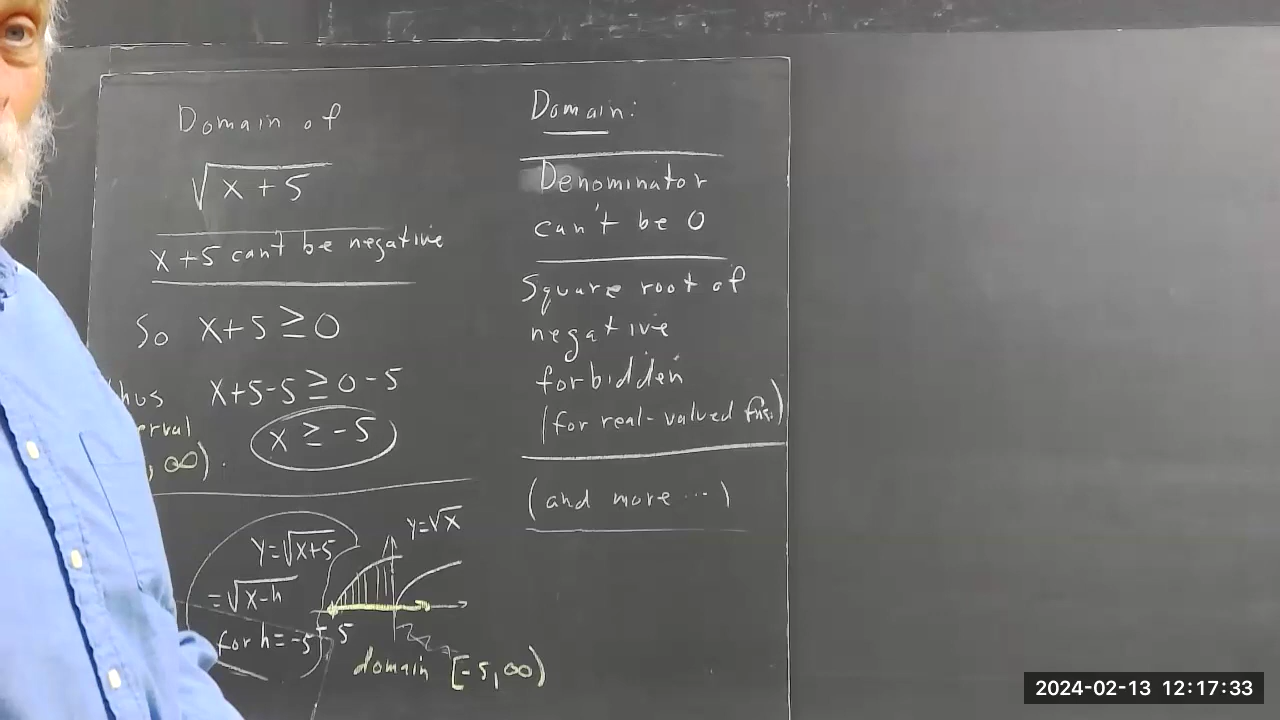 Domain of
√x + 5
x + 5 can't be negative
So x + 5 ≥ 0
x+5-5 ≥ 0-5
x ≥ -5
, ∞).
y=√x+5
=√x-h
for h=-5
y=√x
-5
domain [-5, ∞)
Domain:
Denominator
can't be 0
Square root of
negative
forbidden
(for real-valued fns.)
(and more ...)
2024-02-13 12:17:33